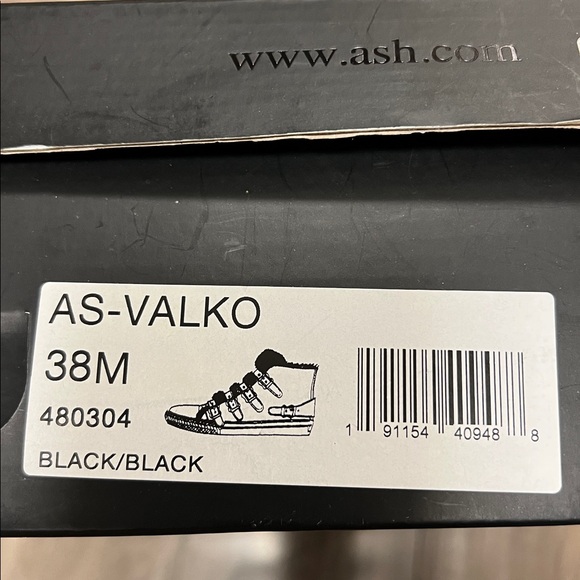 www.ash.com
AS-VALKO
38M
480304
BLACK/BLACK
1 91154 40948 8